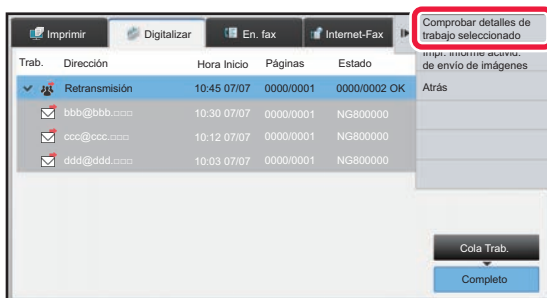 Imprimir
Digitalizar
En. fax
Internet-Fax
Comprobar detalles de
trabajo seleccionado
Impr. informe activid.
de envío de imágenes
Atrás
Trab. Dirección Hora Inicio Páginas Estado
Retransmisión 10:45 07/07 0000/0001 0000/0002 OK
bbb@bbb.□□□ 10:30 07/07 0000/0001 NG800000
ccc@ccc.□□□ 10:12 07/07 0000/0001 NG800000
ddd@ddd.□□□ 10:03 07/07 0000/0001 NG800000
Cola Trab.
Completo